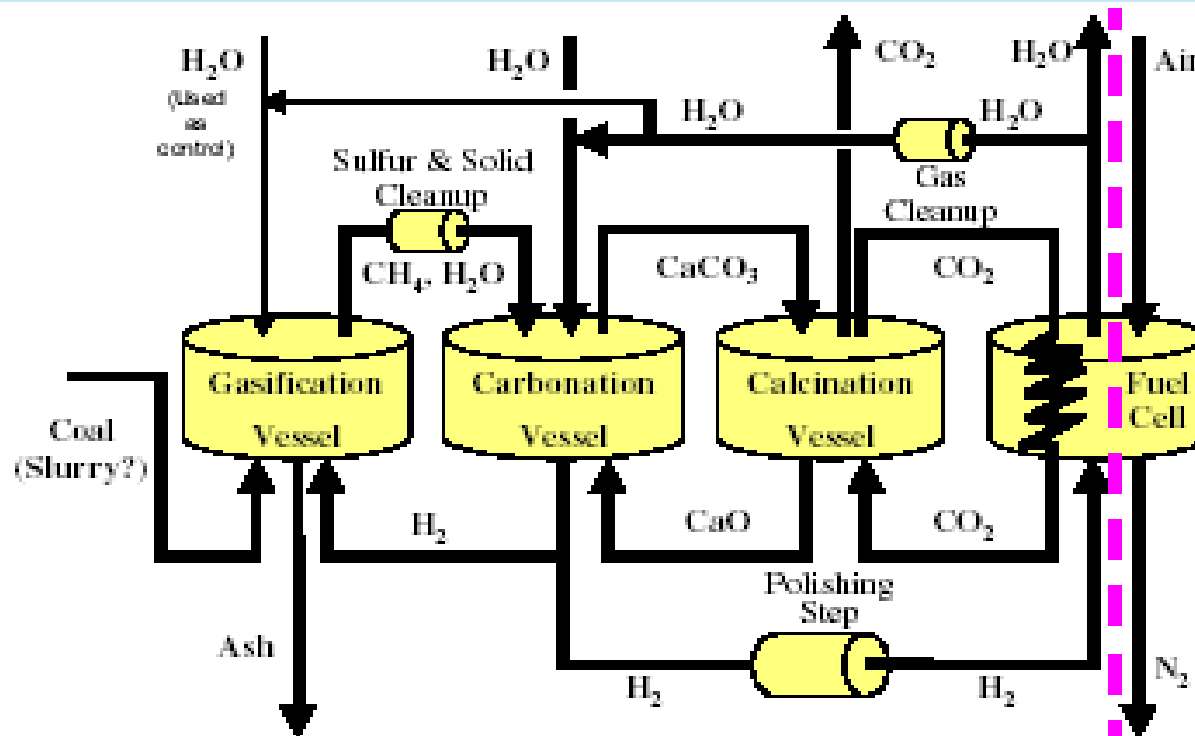 H₂O
(Used
as
control)
H₂O
CO₂
H₂O
Air
H₂O
H₂O
Gas
Cleanup
Sulfur & Solid
Cleanup
CH₄, H₂O
CaCO₃
CO₂
Gasification
Vessel
Carbonation
Vessel
Calcination
Vessel
Fuel
Cell
Coal
(Slurry?)
H₂
CaO
CO₂
Polishing
Step
Ash
H₂
H₂
N₂